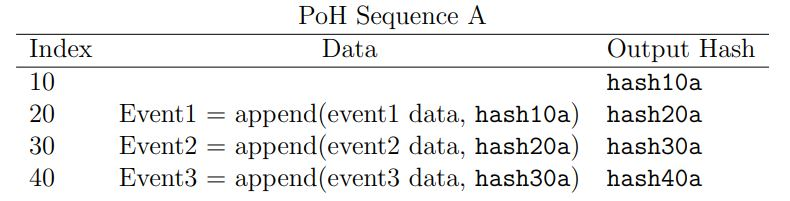 PoH Sequence A
Index Data Output Hash
10 hash10a
20 Event1 = append(event1 data, hash10a) hash20a
30 Event2 = append(event2 data, hash20a) hash30a
40 Event3 = append(event3 data, hash30a) hash40a